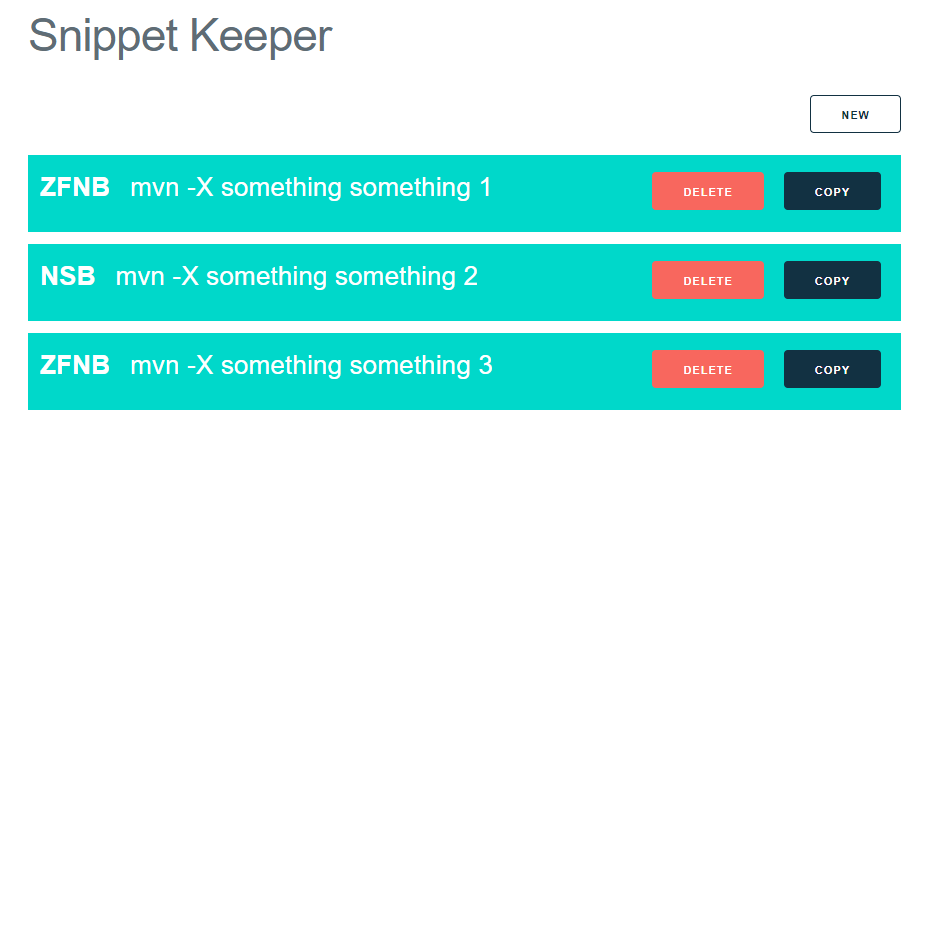 Snippet Keeper
NEW
ZFNB mvn -X something something 1 DELETE COPY
NSB mvn -X something something 2 DELETE COPY
ZFNB mvn -X something something 3 DELETE COPY